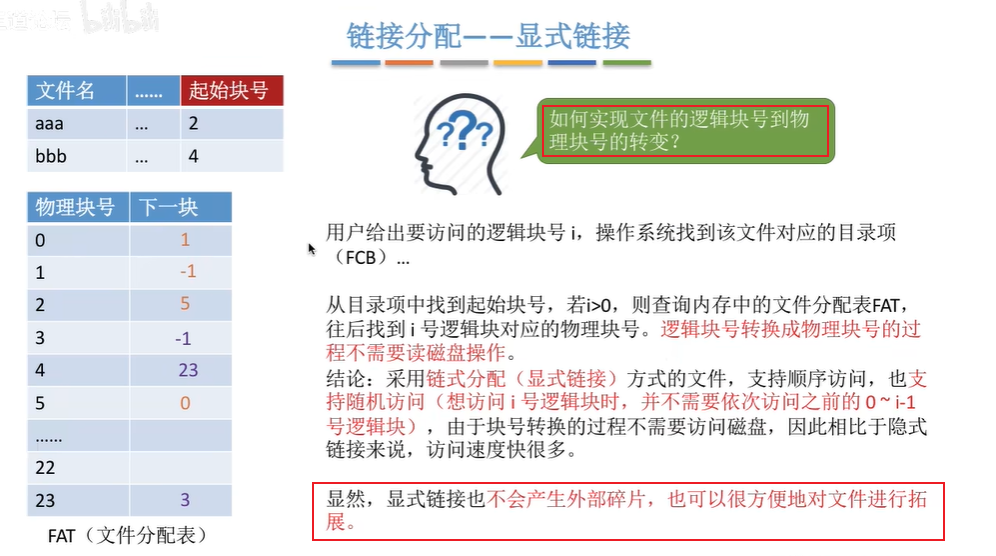 bilibili
链接分配——显式链接
文件名 …… 起始块号
aaa ... 2
bbb ... 4
???
如何实现文件的逻辑块号到物
理块号的转变？
物理块号 下一块
0 1
1 -1
2 5
3 -1
4 23
5 0
……
22
23 3
FAT（文件分配表）
用户给出要访问的逻辑块号 i，操作系统找到该文件对应的目录项
（FCB）…
从目录项中找到起始块号，若i>0，则查询内存中的文件分配表FAT，
往后找到 i 号逻辑块对应的物理块号。逻辑块号转换成物理块号的过
程不需要读磁盘操作。
结论：采用链式分配（显式链接）方式的文件，支持顺序访问，也支
持随机访问（想访问 i 号逻辑块时，并不需要依次访问之前的 0 ~ i-1
号逻辑块），由于块号转换的过程不需要访问磁盘，因此相比于隐式
链接来说，访问速度快很多。
显然，显式链接也不会产生外部碎片，也可以很方便地对文件进行拓
展。